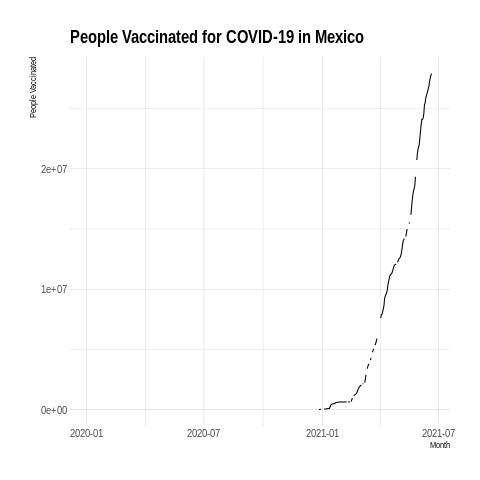 People Vaccinated for COVID-19 in Mexico
People Vaccinated
2e+07
1e+07
0e+00
2020-01
2020-07
2021-01
2021-07
Month